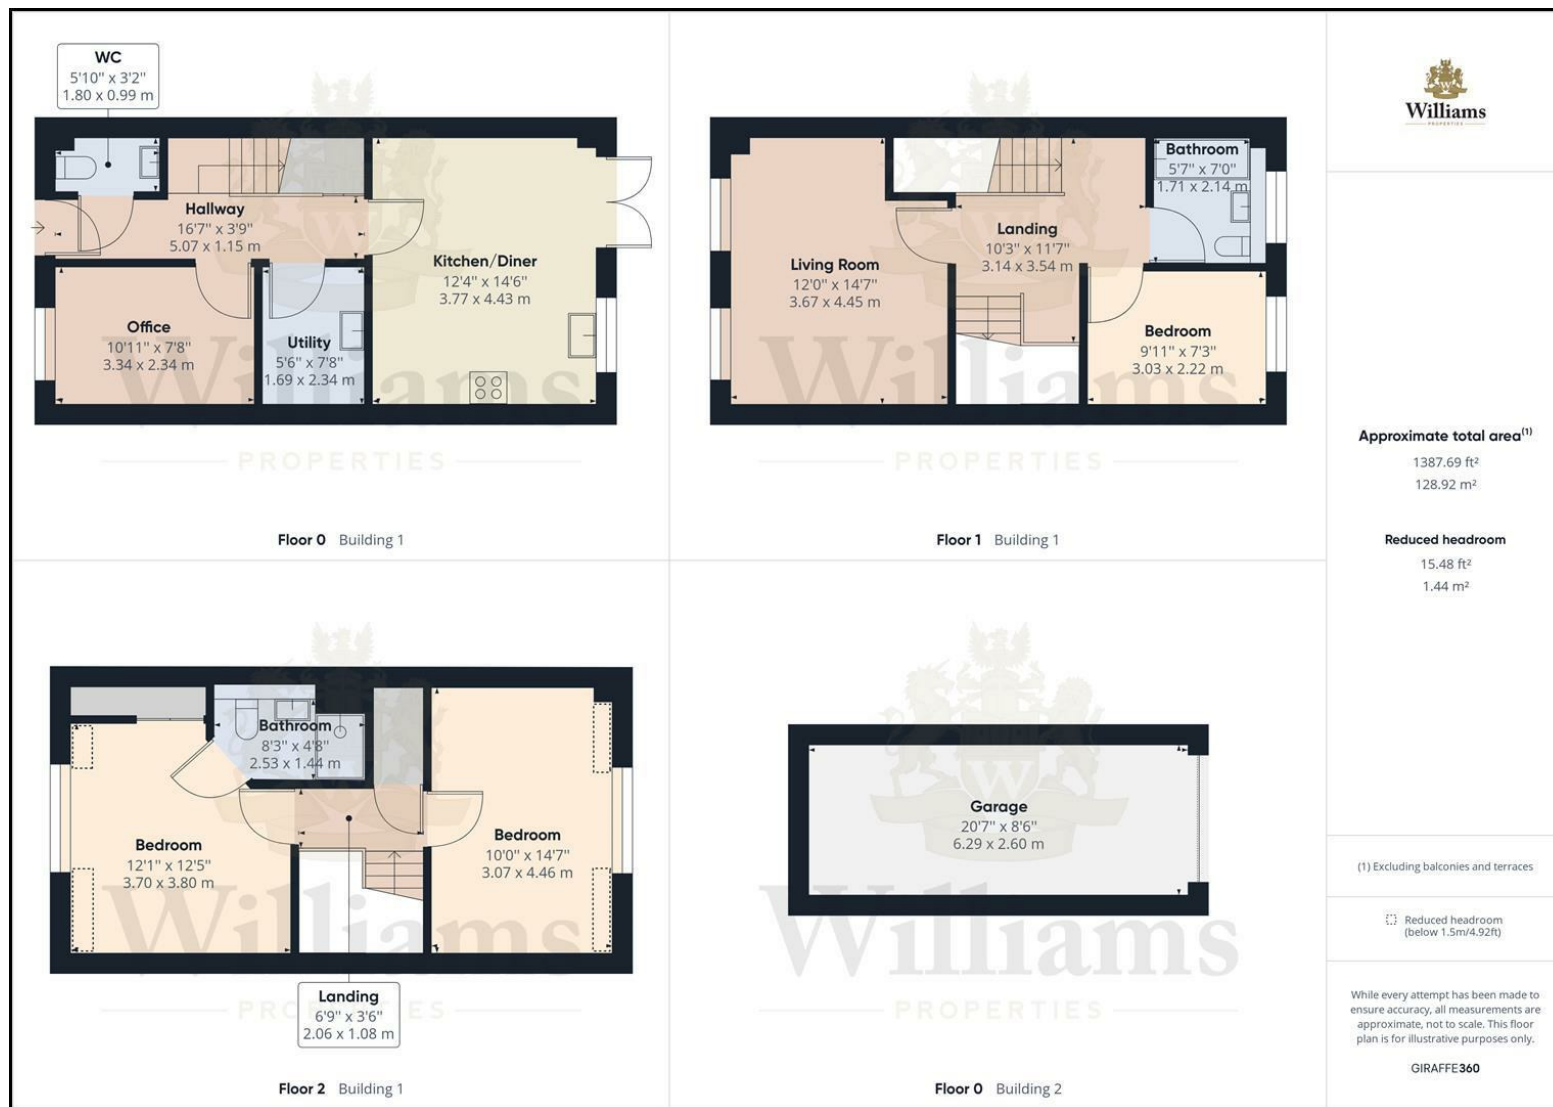 WC
5'10" x 3'2"
1.80 x 0.99 m
Hallway
16'7" x 3'9"
5.07 x 1.15 m
Kitchen/Diner
12'4" x 14'6"
3.77 x 4.43 m
Office
10'11" x 7'8"
3.34 x 2.34 m
Utility
5'6" x 7'8"
1.69 x 2.34 m
W
Williams
PROPERTIES
Floor 0 Building 1
Bathroom
5'7" x 7'0"
1.71 x 2.14 m
Landing
10'3" x 11'7"
3.14 x 3.54 m
Living Room
12'0" x 14'7"
3.67 x 4.45 m
Bedroom
9'11" x 7'3"
3.03 x 2.22 m
Williams
PROPERTIES
Floor 1 Building 1
Bathroom
8'3" x 4'8"
2.53 x 1.44 m
Bedroom
12'1" x 12'5"
3.70 x 3.80 m
Bedroom
10'0" x 14'7"
3.07 x 4.46 m
Landing
6'9" x 3'6"
2.06 x 1.08 m
Williams
PROPERTIES
Floor 2 Building 1
Garage
20'7" x 8'6"
6.29 x 2.60 m
W
Williams
PROPERTIES
Floor 0 Building 2
Williams
PROPERTIES
Approximate total area(1)
1387.69 ft²
128.92 m²
Reduced headroom
15.48 ft²
1.44 m²
(1) Excluding balconies and terraces
Reduced headroom
(below 1.5m/4.92ft)
While every attempt has been made to
ensure accuracy, all measurements are
approximate, not to scale. This floor
plan is for illustrative purposes only.
GIRAFFE360